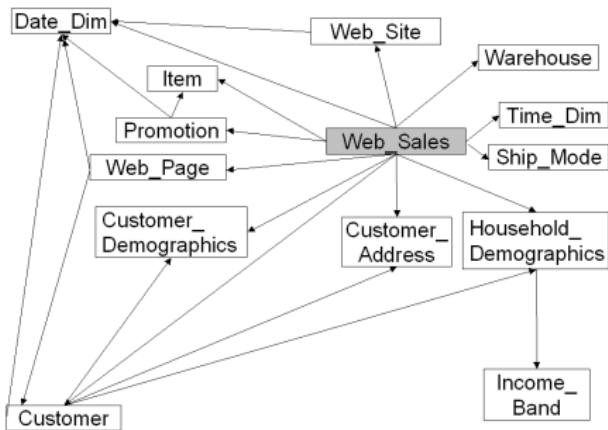 Date_Dim
Web_Site
Warehouse
Item
Time_Dim
Promotion
Web_Sales
Ship_Mode
Web_Page
Customer_
Demographics
Customer_
Address
Household_
Demographics
Income_
Band
Customer